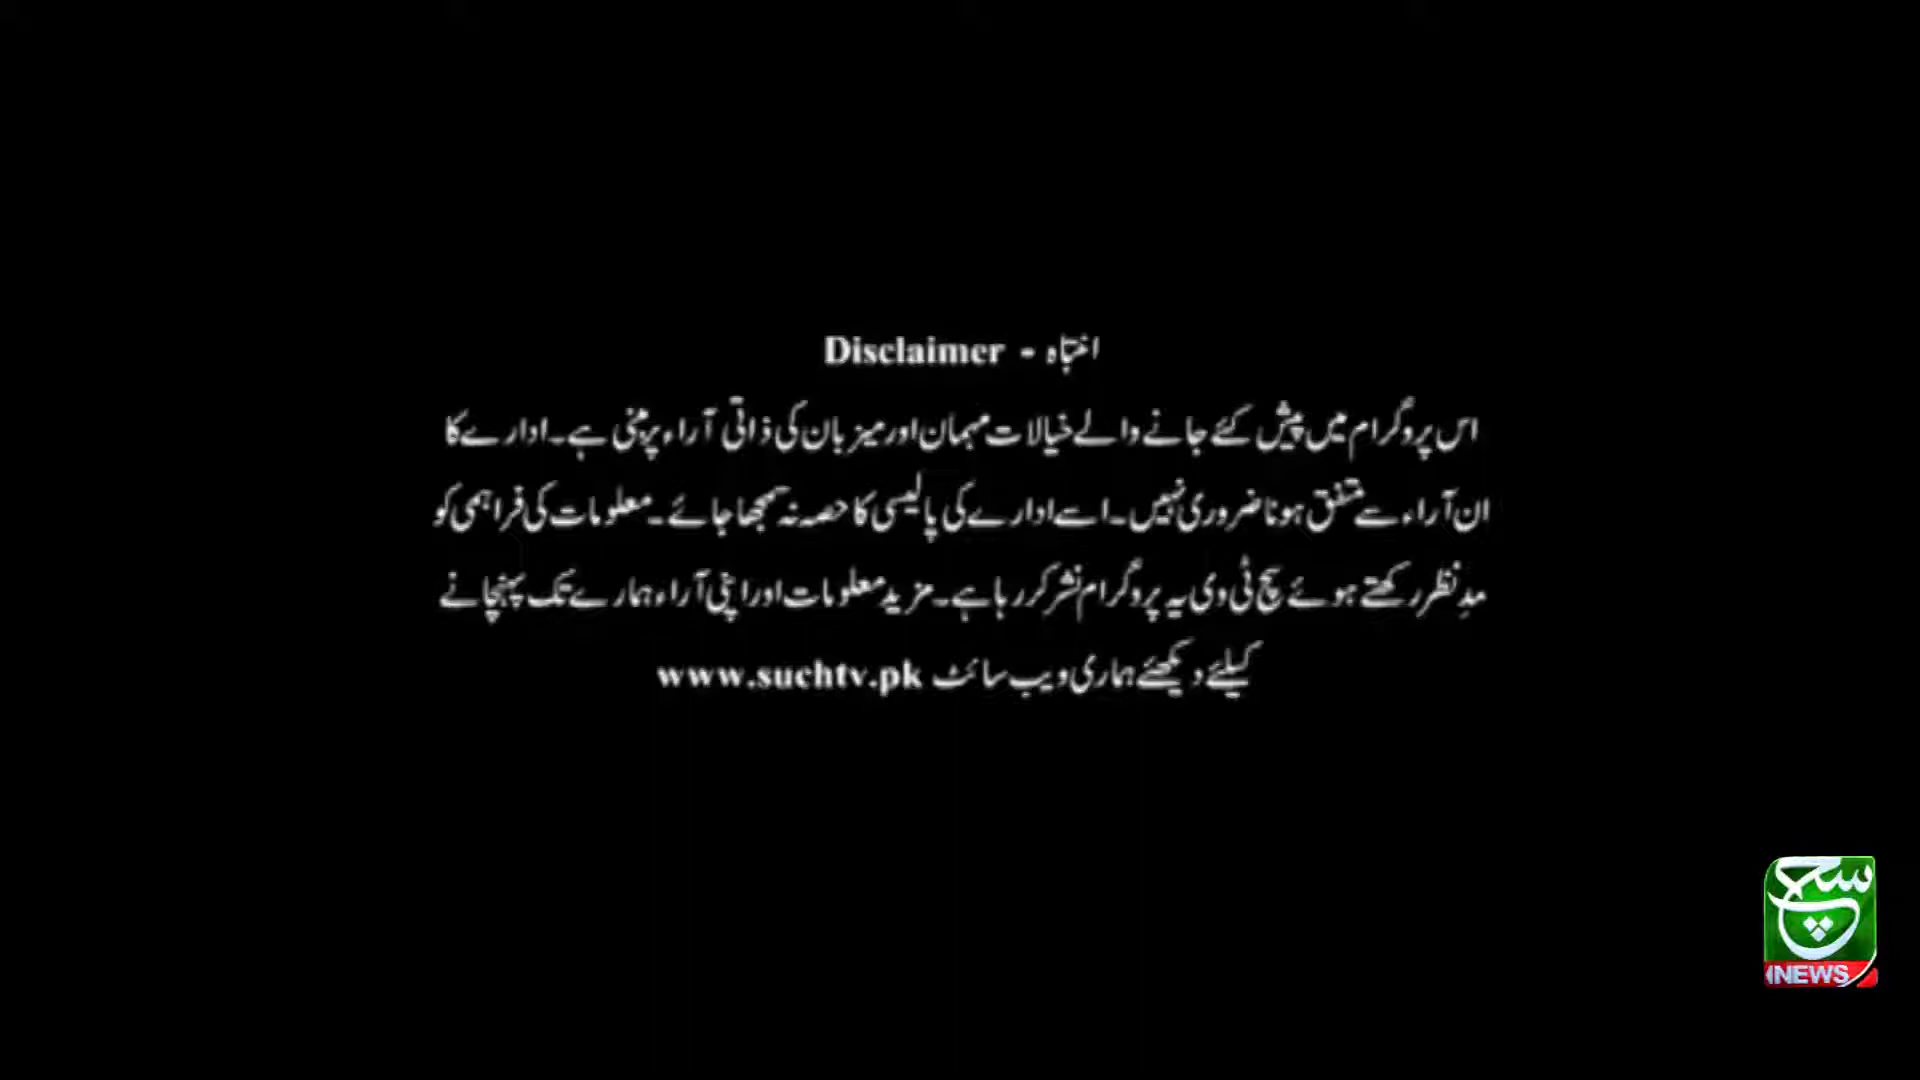 انتباہ - Disclaimer
اس پروگرام میں پیش کئے جانے والے خیالات مہمان اور میزبان کی ذاتی آراء پر مبنی ہے۔ ادارے کا
ان آراء سے متفق ہونا ضروری نہیں۔ اسے ادارے کی پالیسی کا حصہ نہ سمجھا جائے۔ معلومات کی فراہمی کو
مدِ نظر رکھتے ہوئے سچ ٹی وی یہ پروگرام نشر کر رہا ہے۔ مزید معلومات اور اپنی آراء ہمارے تک پہنچانے
کیلئے دیکھئے ہماری ویب سائٹ www.suchtv.pk
سچ
NEWS